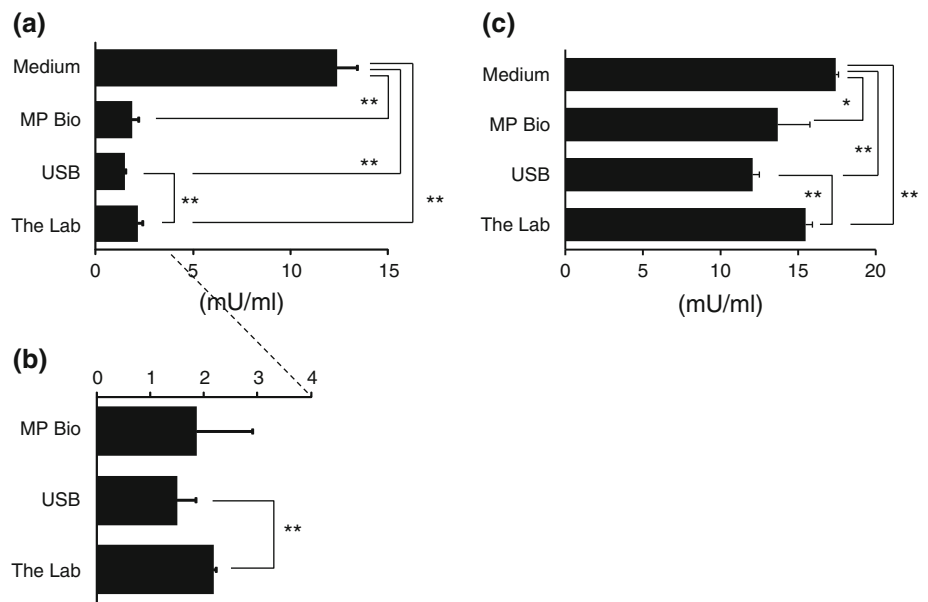 (a)
Medium
MP Bio
USB
The Lab
**
**
**
**
0 5 10 15
(mU/ml)
(b)
0 1 2 3 4
MP Bio
USB
The Lab
**
(c)
Medium
MP Bio
USB
The Lab
*
**
**
**
0 5 10 15 20
(mU/ml)